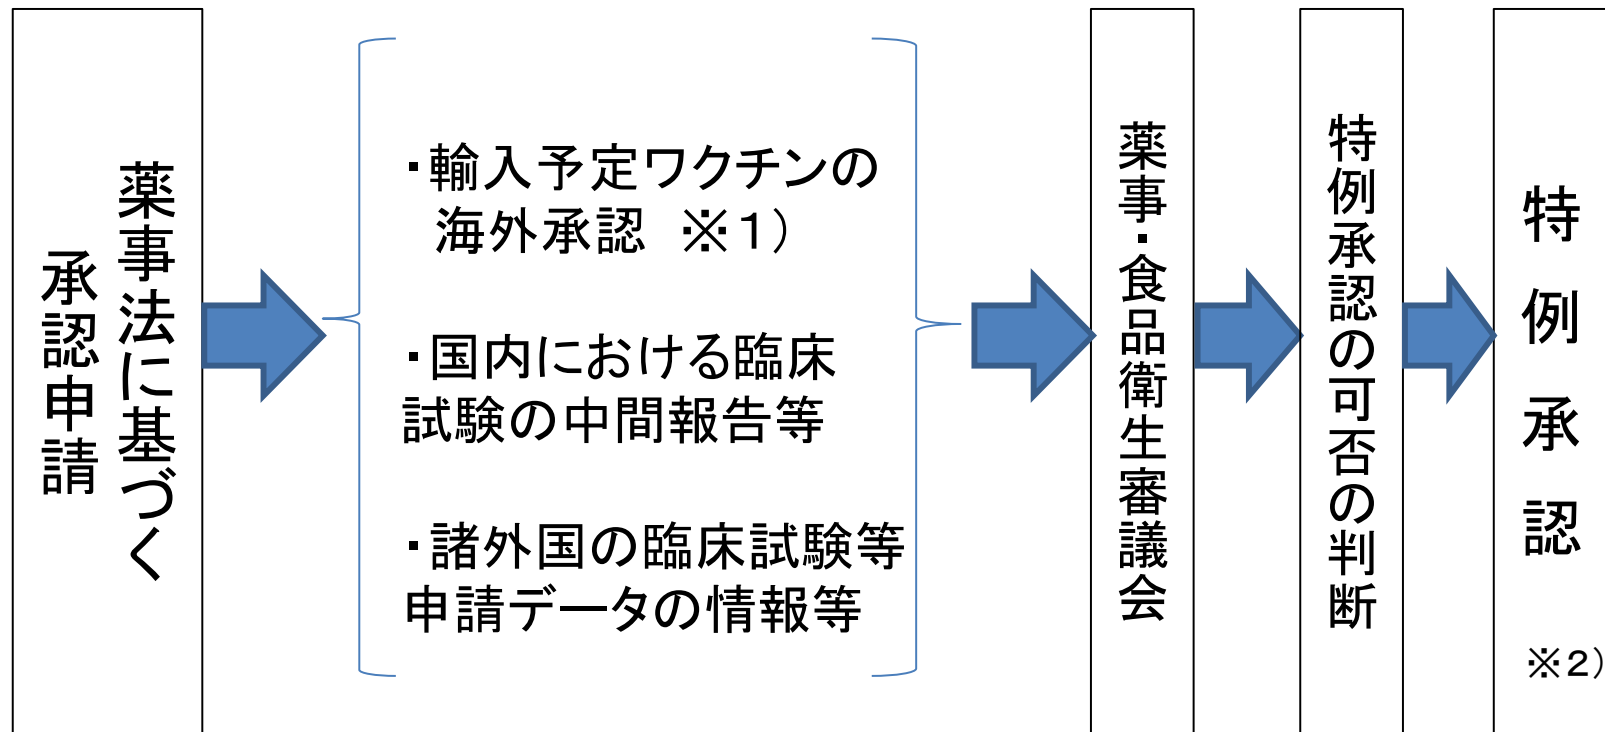 薬事法に基づく
承認申請
・輸入予定ワクチンの
海外承認　※１）
・国内における臨床
試験の中間報告等
・諸外国の臨床試験等
申請データの情報等
薬事・食品衛生審議会
特例承認の可否の判断
特例承認
※２）